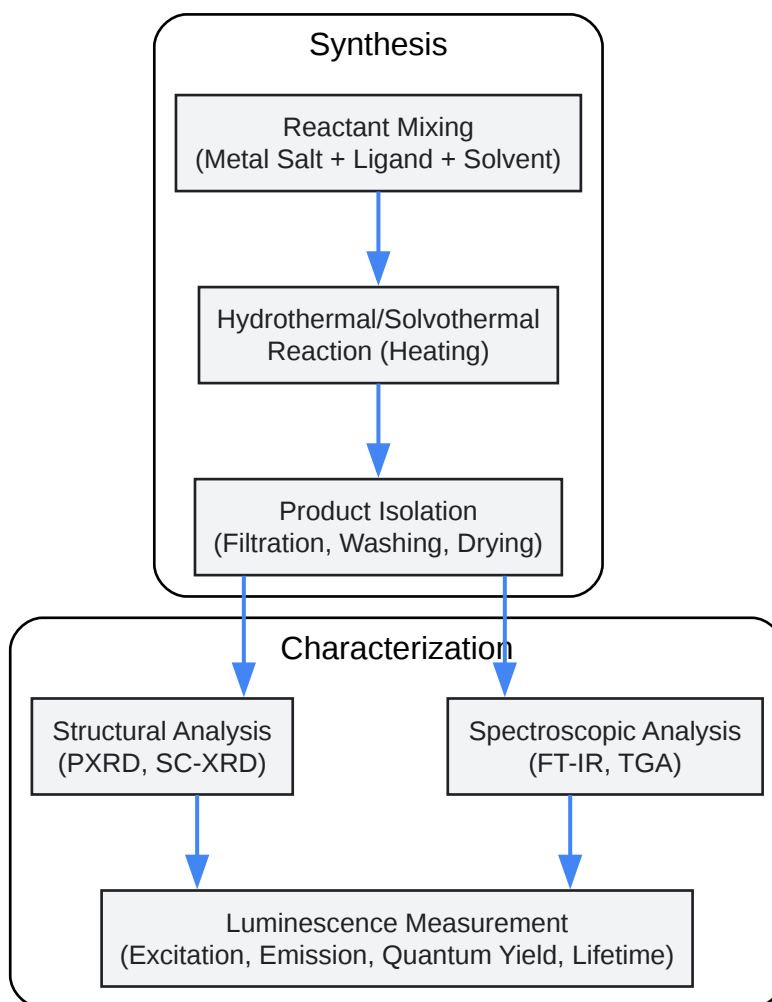 Synthesis
Reactant Mixing
(Metal Salt + Ligand + Solvent)
Hydrothermal/Solvothermal
Reaction (Heating)
Product Isolation
(Filtration, Washing, Drying)
Characterization
Structural Analysis
(PXRD, SC-XRD)
Spectroscopic Analysis
(FT-IR, TGA)
Luminescence Measurement
(Excitation, Emission, Quantum Yield, Lifetime)